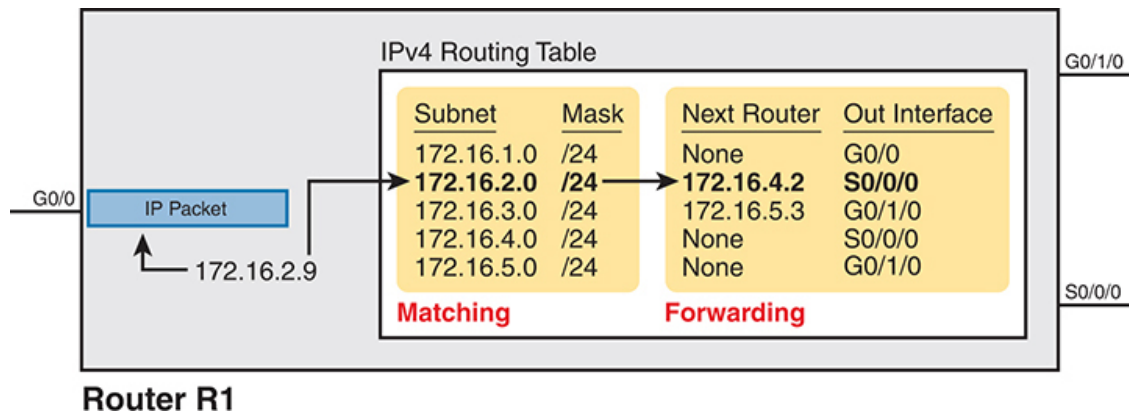 IPv4 Routing Table
G0/1/0
Subnet Mask Next Router Out Interface
172.16.1.0 /24 None G0/0
172.16.2.0 /24 172.16.4.2 S0/0/0
G0/0
IP Packet
172.16.3.0 /24 172.16.5.3 G0/1/0
172.16.4.0 /24 None S0/0/0
172.16.2.9
172.16.5.0 /24 None G0/1/0
Matching Forwarding
S0/0/0
Router R1